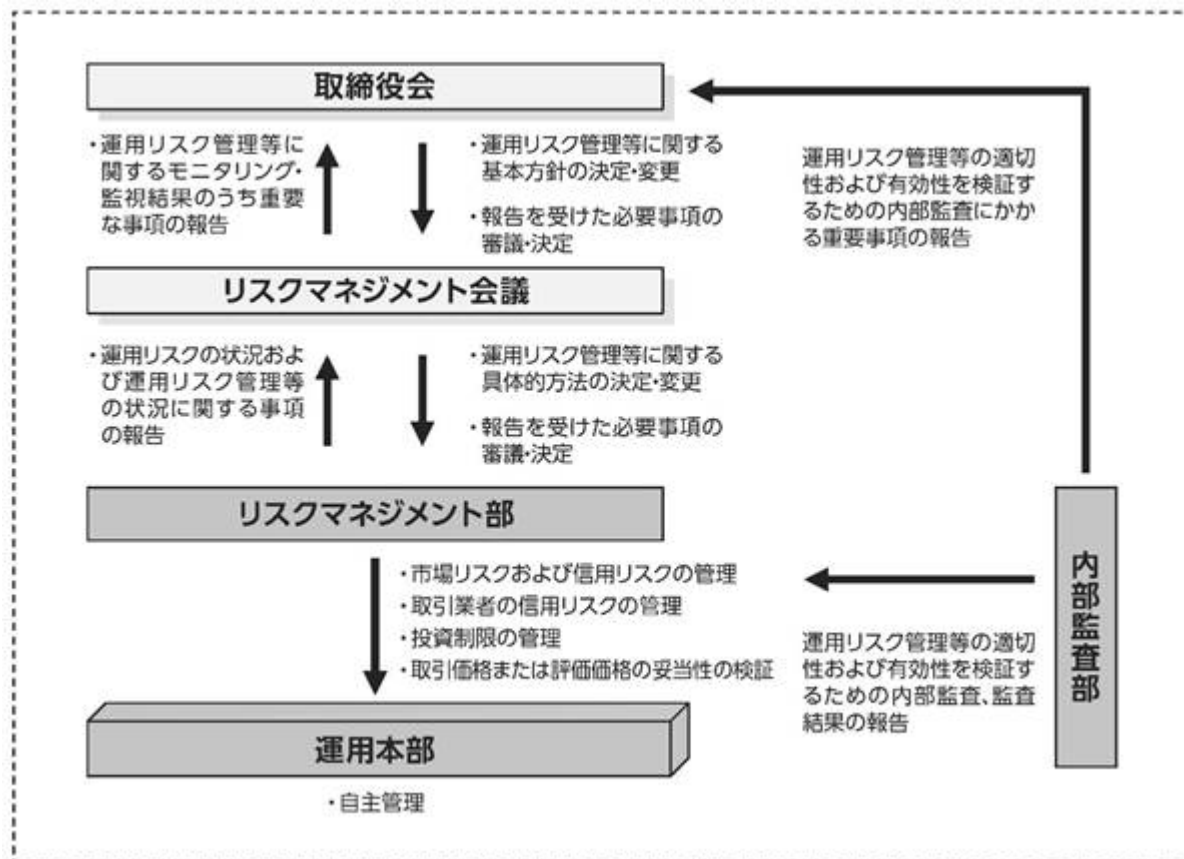 取締役会
・運用リスク管理等に
関するモニタリング・
監視結果のうち重要
な事項の報告
・運用リスク管理等に関する
基本方針の決定・変更
・報告を受けた必要事項の
審議・決定
運用リスク管理等の適切
性および有効性を検証す
るための内部監査にかか
る重要事項の報告
リスクマネジメント会議
・運用リスクの状況およ
び運用リスク管理等
の状況に関する事項
の報告
・運用リスク管理等に関する
具体的方法の決定・変更
・報告を受けた必要事項の
審議・決定
リスクマネジメント部
・市場リスクおよび信用リスクの管理
・取引業者の信用リスクの管理
・投資制限の管理
・取引価格または評価価格の妥当性の検証
内部監査部
運用リスク管理等の適切
性および有効性を検証す
るための内部監査、監査
結果の報告
運用本部
・自主管理